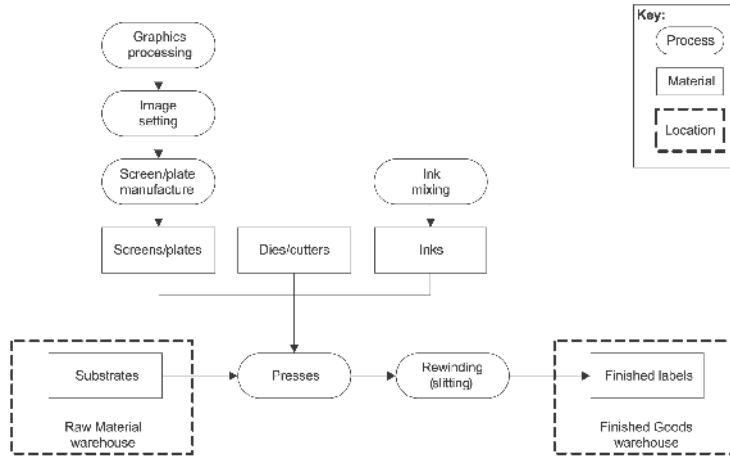 Key:
Process
Material
Location
Graphics
processing
Image
setting
Screen/plate
manufacture
Ink
mixing
Screens/plates
Dies/cutters
Inks
Substrates
Presses
Rewinding
(slitting)
Finished labels
Raw Material
warehouse
Finished Goods
warehouse